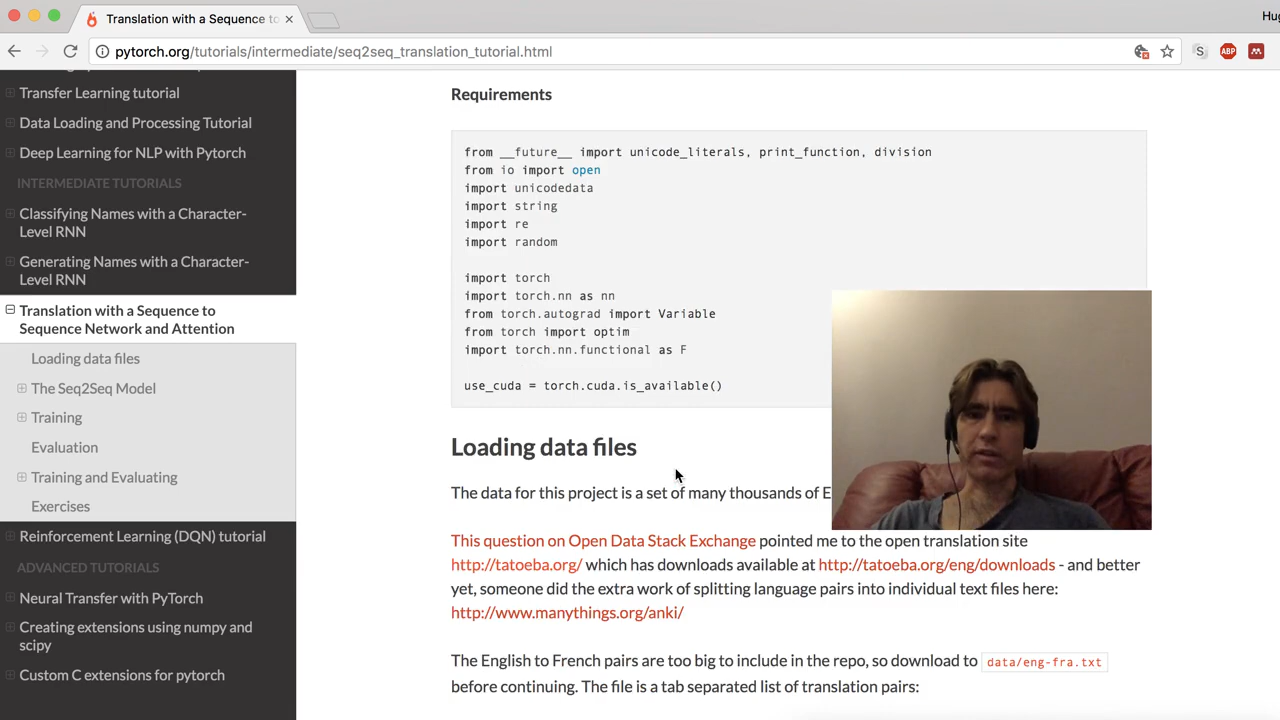 Translation with a Sequence to
Hug
pytorch.org/tutorials/intermediate/seq2seq_translation_tutorial.html
S
ABP
Transfer Learning tutorial
Data Loading and Processing Tutorial
Deep Learning for NLP with Pytorch
INTERMEDIATE TUTORIALS
Classifying Names with a Character-
Level RNN
Generating Names with a Character-
Level RNN
Translation with a Sequence to
Sequence Network and Attention
Loading data files
The Seq2Seq Model
Training
Evaluation
Training and Evaluating
Exercises
Reinforcement Learning (DQN) tutorial
ADVANCED TUTORIALS
Neural Transfer with PyTorch
Creating extensions using numpy and
scipy
Custom C extensions for pytorch
Requirements
from __future__ import unicode_literals, print_function, division
from io import open
import unicodedata
import string
import re
import random
import torch
import torch.nn as nn
from torch.autograd import Variable
from torch import optim
import torch.nn.functional as F
use_cuda = torch.cuda.is_available()
Loading data files
The data for this project is a set of many thousands of E
This question on Open Data Stack Exchange pointed me to the open translation site
http://tatoeba.org/ which has downloads available at http://tatoeba.org/eng/downloads - and better
yet, someone did the extra work of splitting language pairs into individual text files here:
http://www.manythings.org/anki/
The English to French pairs are too big to include in the repo, so download to data/eng-fra.txt
before continuing. The file is a tab separated list of translation pairs: